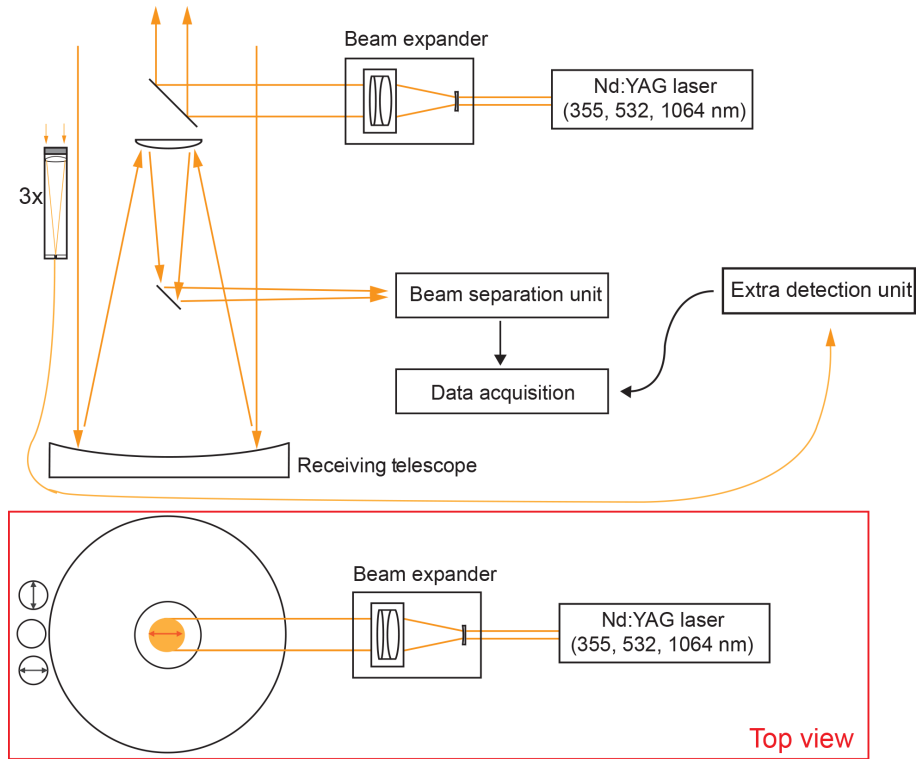 Beam expander
Nd:YAG laser
(355, 532, 1064 nm)
3x
Beam separation unit
Extra detection unit
Data acquisition
Receiving telescope
Beam expander
Nd:YAG laser
(355, 532, 1064 nm)
Top view